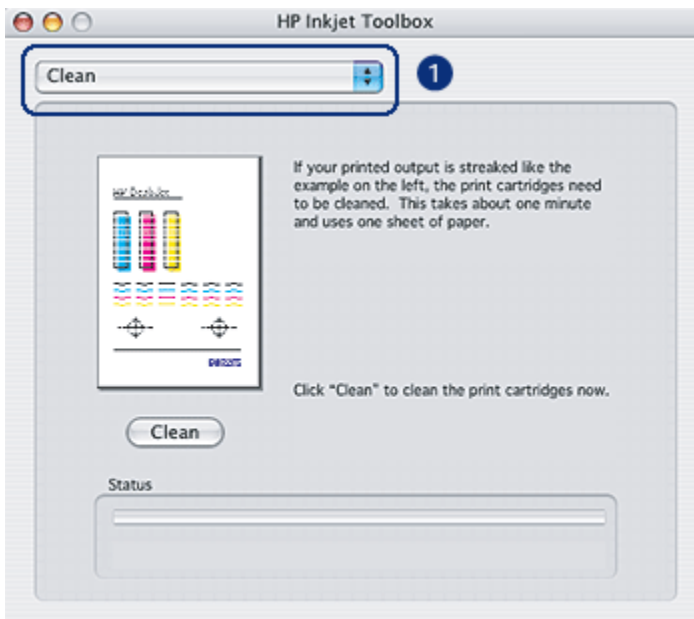 HP Inkjet Toolbox
Clean
1
If your printed output is streaked like the
example on the left, the print cartridges need
to be cleaned. This takes about one minute
and uses one sheet of paper.
Click “Clean” to clean the print cartridges now.
Clean
Status